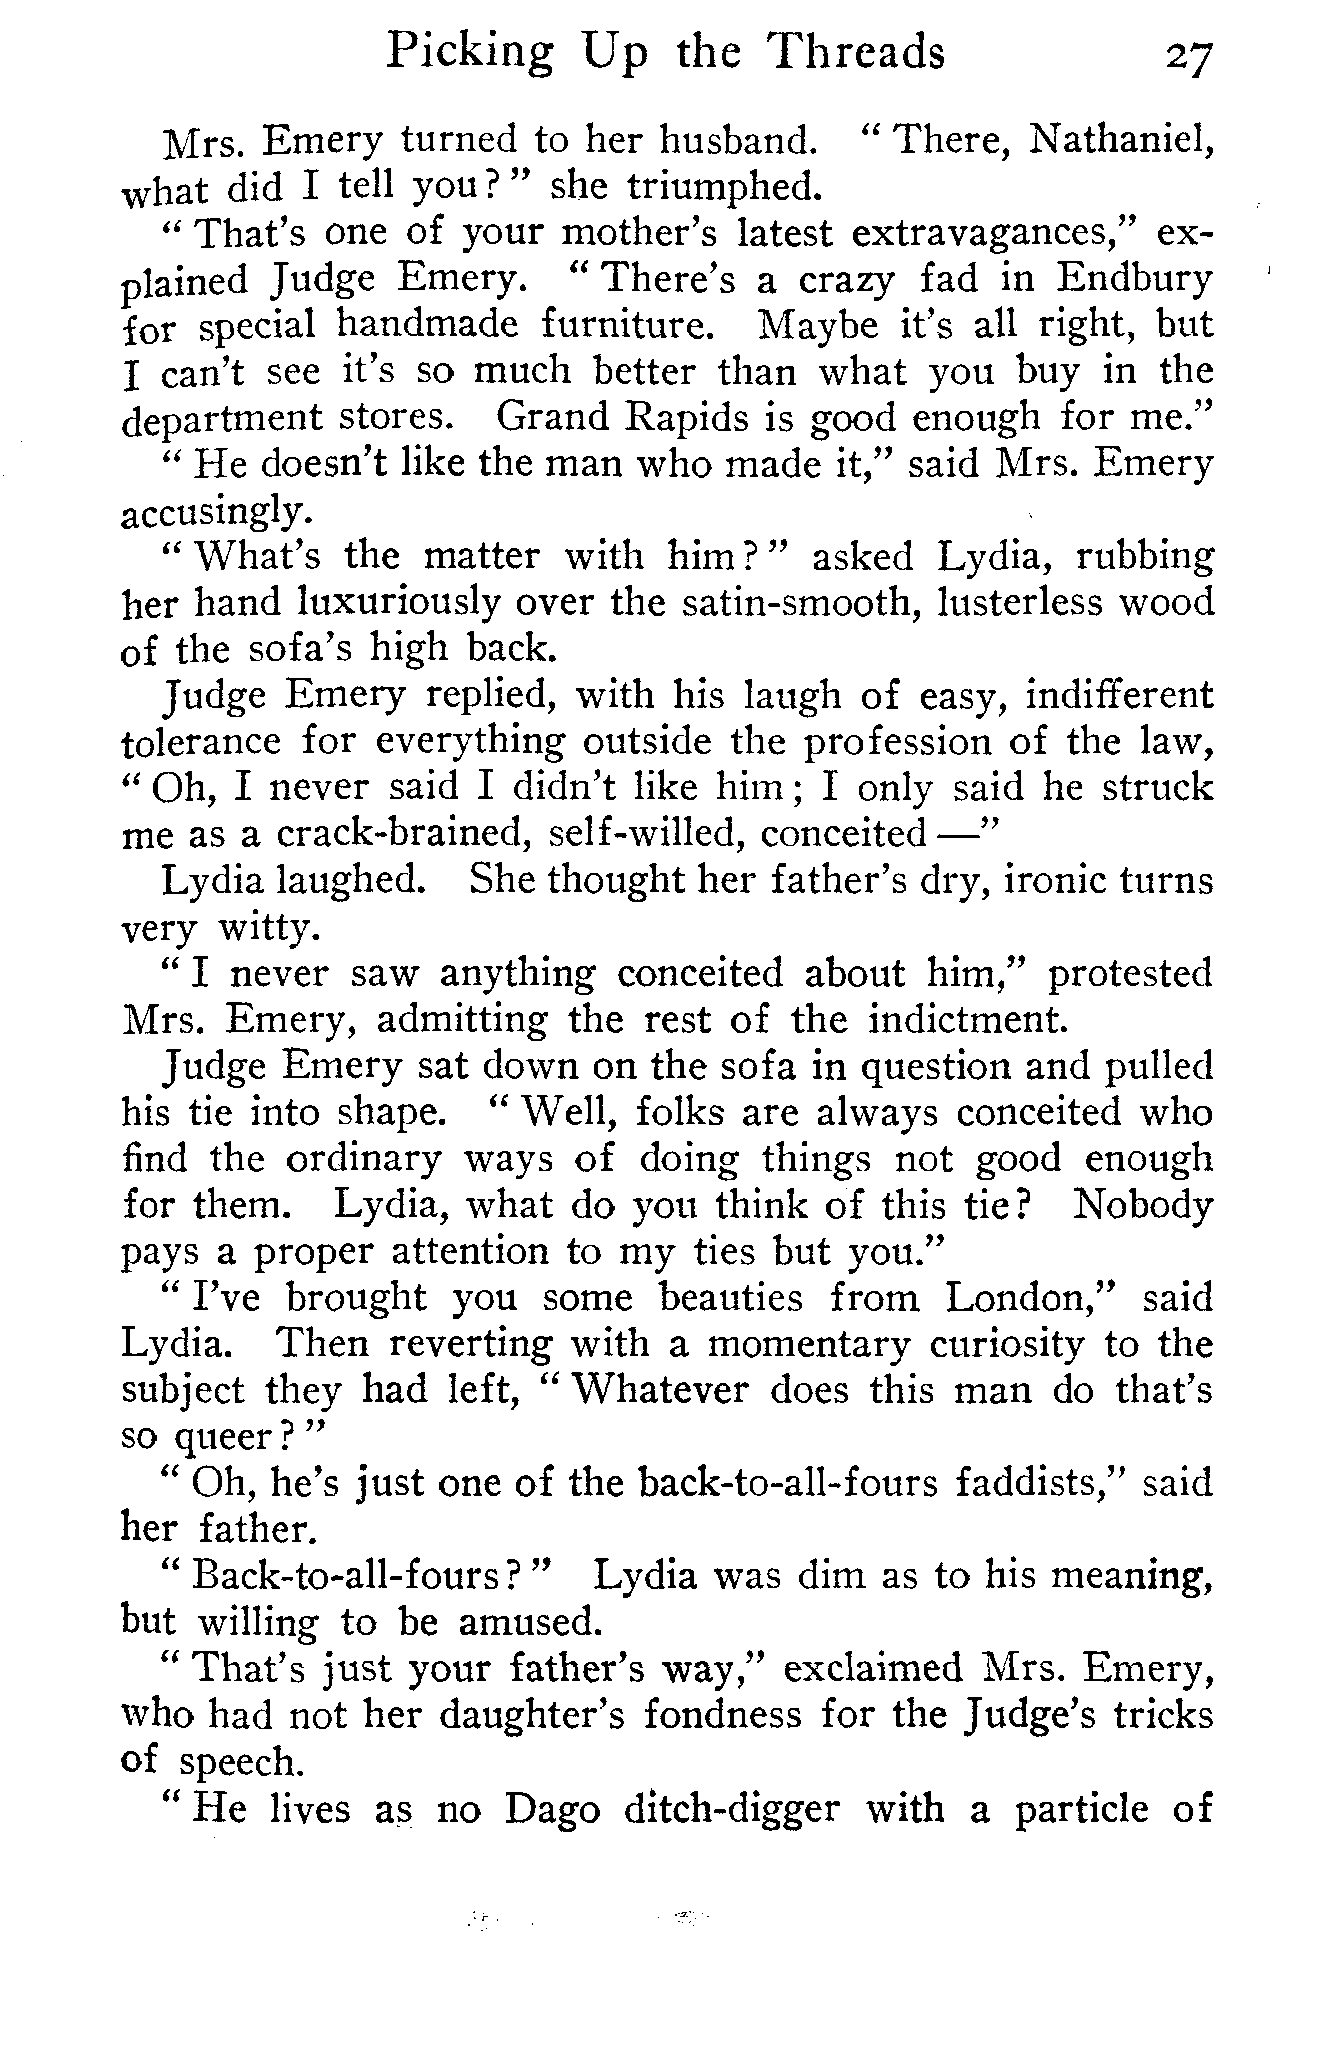 Picking Up the Threads 27
Mrs. Emery turned to her husband. " There, Nathaniel,
what did I tell you? " she triumphed.
" That's one of your mother's latest extravagances," ex-
plained Judge Emery. " There's a crazy fad in Endbury
for special handmade furniture. Maybe it's all right, but
I can't see it's so much better than what you buy in the
department stores. Grand Rapids is good enough for me."
" He doesn't like the man who made it," said Mrs. Emery
accusingly.
" What's the matter with him? " asked Lydia, rubbing
her hand luxuriously over the satin-smooth, lusterless wood
of the sofa's high back.
Judge Emery replied, with his laugh of easy, indifferent
tolerance for everything outside the profession of the law,
" Oh, I never said I didn't like him; I only said he struck
me as a crack-brained, self-willed, conceited —"
Lydia laughed. She thought her father's dry, ironic turns
very witty.
" I never saw anything conceited about him," protested
Mrs. Emery, admitting the rest of the indictment.
Judge Emery sat down on the sofa in question and pulled
his tie into shape. " Well, folks are always conceited who
find the ordinary ways of doing things not good enough
for them. Lydia, what do you think of this tie? Nobody
pays a proper attention to my ties but you."
" I've brought you some beauties from London," said
Lydia. Then reverting with a momentary curiosity to the
subject they had left, " Whatever does this man do that's
so queer? "
" Oh, he's just one of the back-to-all-fours faddists," said
her father.
" Back-to-all-fours? " Lydia was dim as to his meaning,
but willing to be amused.
" That's just your father's way," exclaimed Mrs. Emery,
who had not her daughter's fondness for the Judge's tricks
of speech.
" He lives as no Dago ditch-digger with a particle of